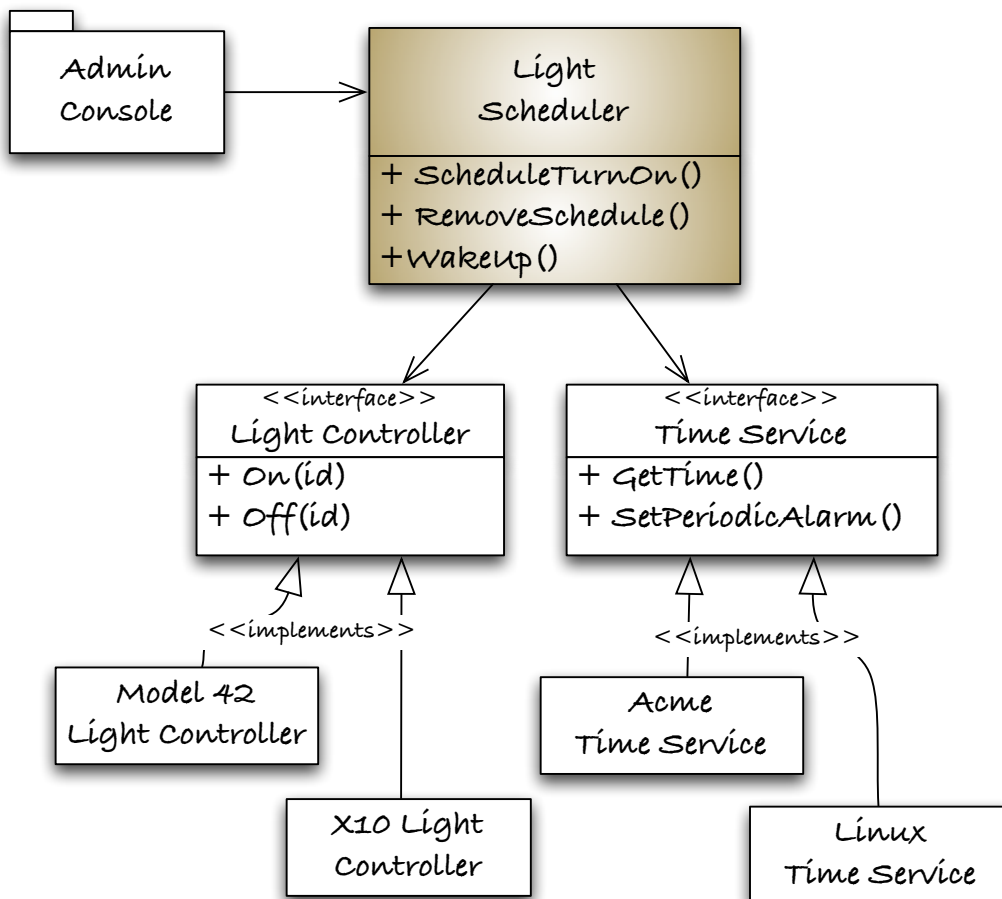 Admin
Console
Light
Scheduler
+ ScheduleTurnOn()
+ RemoveSchedule()
+WakeUp()
<<interface>>
Light Controller
+ On(id)
+ Off(id)
<<interface>>
Time Service
+ GetTime()
+ SetPeriodicAlarm()
<<implements>>
<<implements>>
Model 42
Light Controller
Acme
Time Service
X10 Light
Controller
Linux
Time Service